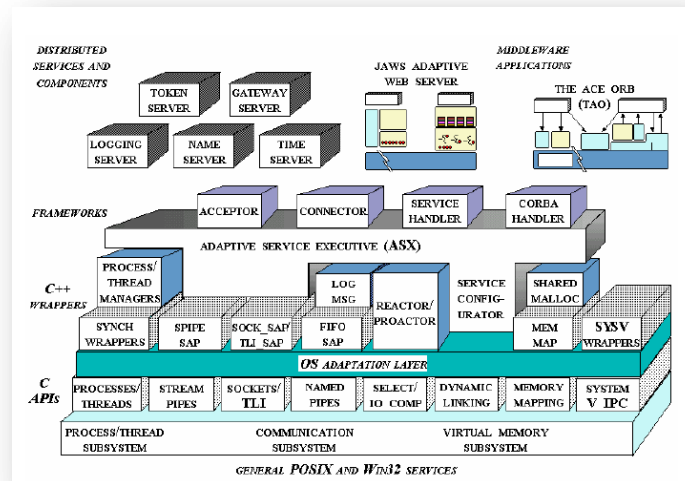 DISTRIBUTED
SERVICES AND
COMPONENTS
JAWS ADAPTIVE
WEB SERVER
MIDDLEWARE
APPLICATIONS
TOKEN
SERVER
GATEWAY
SERVER
THE ACE ORB
(TAO)
LOGGING
SERVER
NAME
SERVER
TIME
SERVER
FRAMEWORKS
ACCEPTOR
CONNECTOR
SERVICE
HANDLER
CORBA
HANDLER
ADAPTIVE SERVICE EXECUTIVE (ASX)
C++
WRAPPERS
PROCESS/
THREAD
MANAGERS
LOG
MSG
REACTOR/
PROACTOR
SERVICE
CONFIG-
URATOR
SHARED
MALLOC
SYNCH
WRAPPERS
SPIPE
SAP
SOCK_SAP/
TLI_SAP
FIFO
SAP
MEM
MAP
SYSV
WRAPPERS
OS ADAPTATION LAYER
C
APIS
PROCESSES/
THREADS
STREAM
PIPES
SOCKETS/
TLI
NAMED
PIPES
SELECT/
IO COMP
DYNAMIC
LINKING
MEMORY
MAPPING
SYSTEM
V IPC
PROCESS/THREAD
SUBSYSTEM
COMMUNICATION
SUBSYSTEM
VIRTUAL MEMORY
SUBSYSTEM
GENERAL POSIX AND WIN32 SERVICES